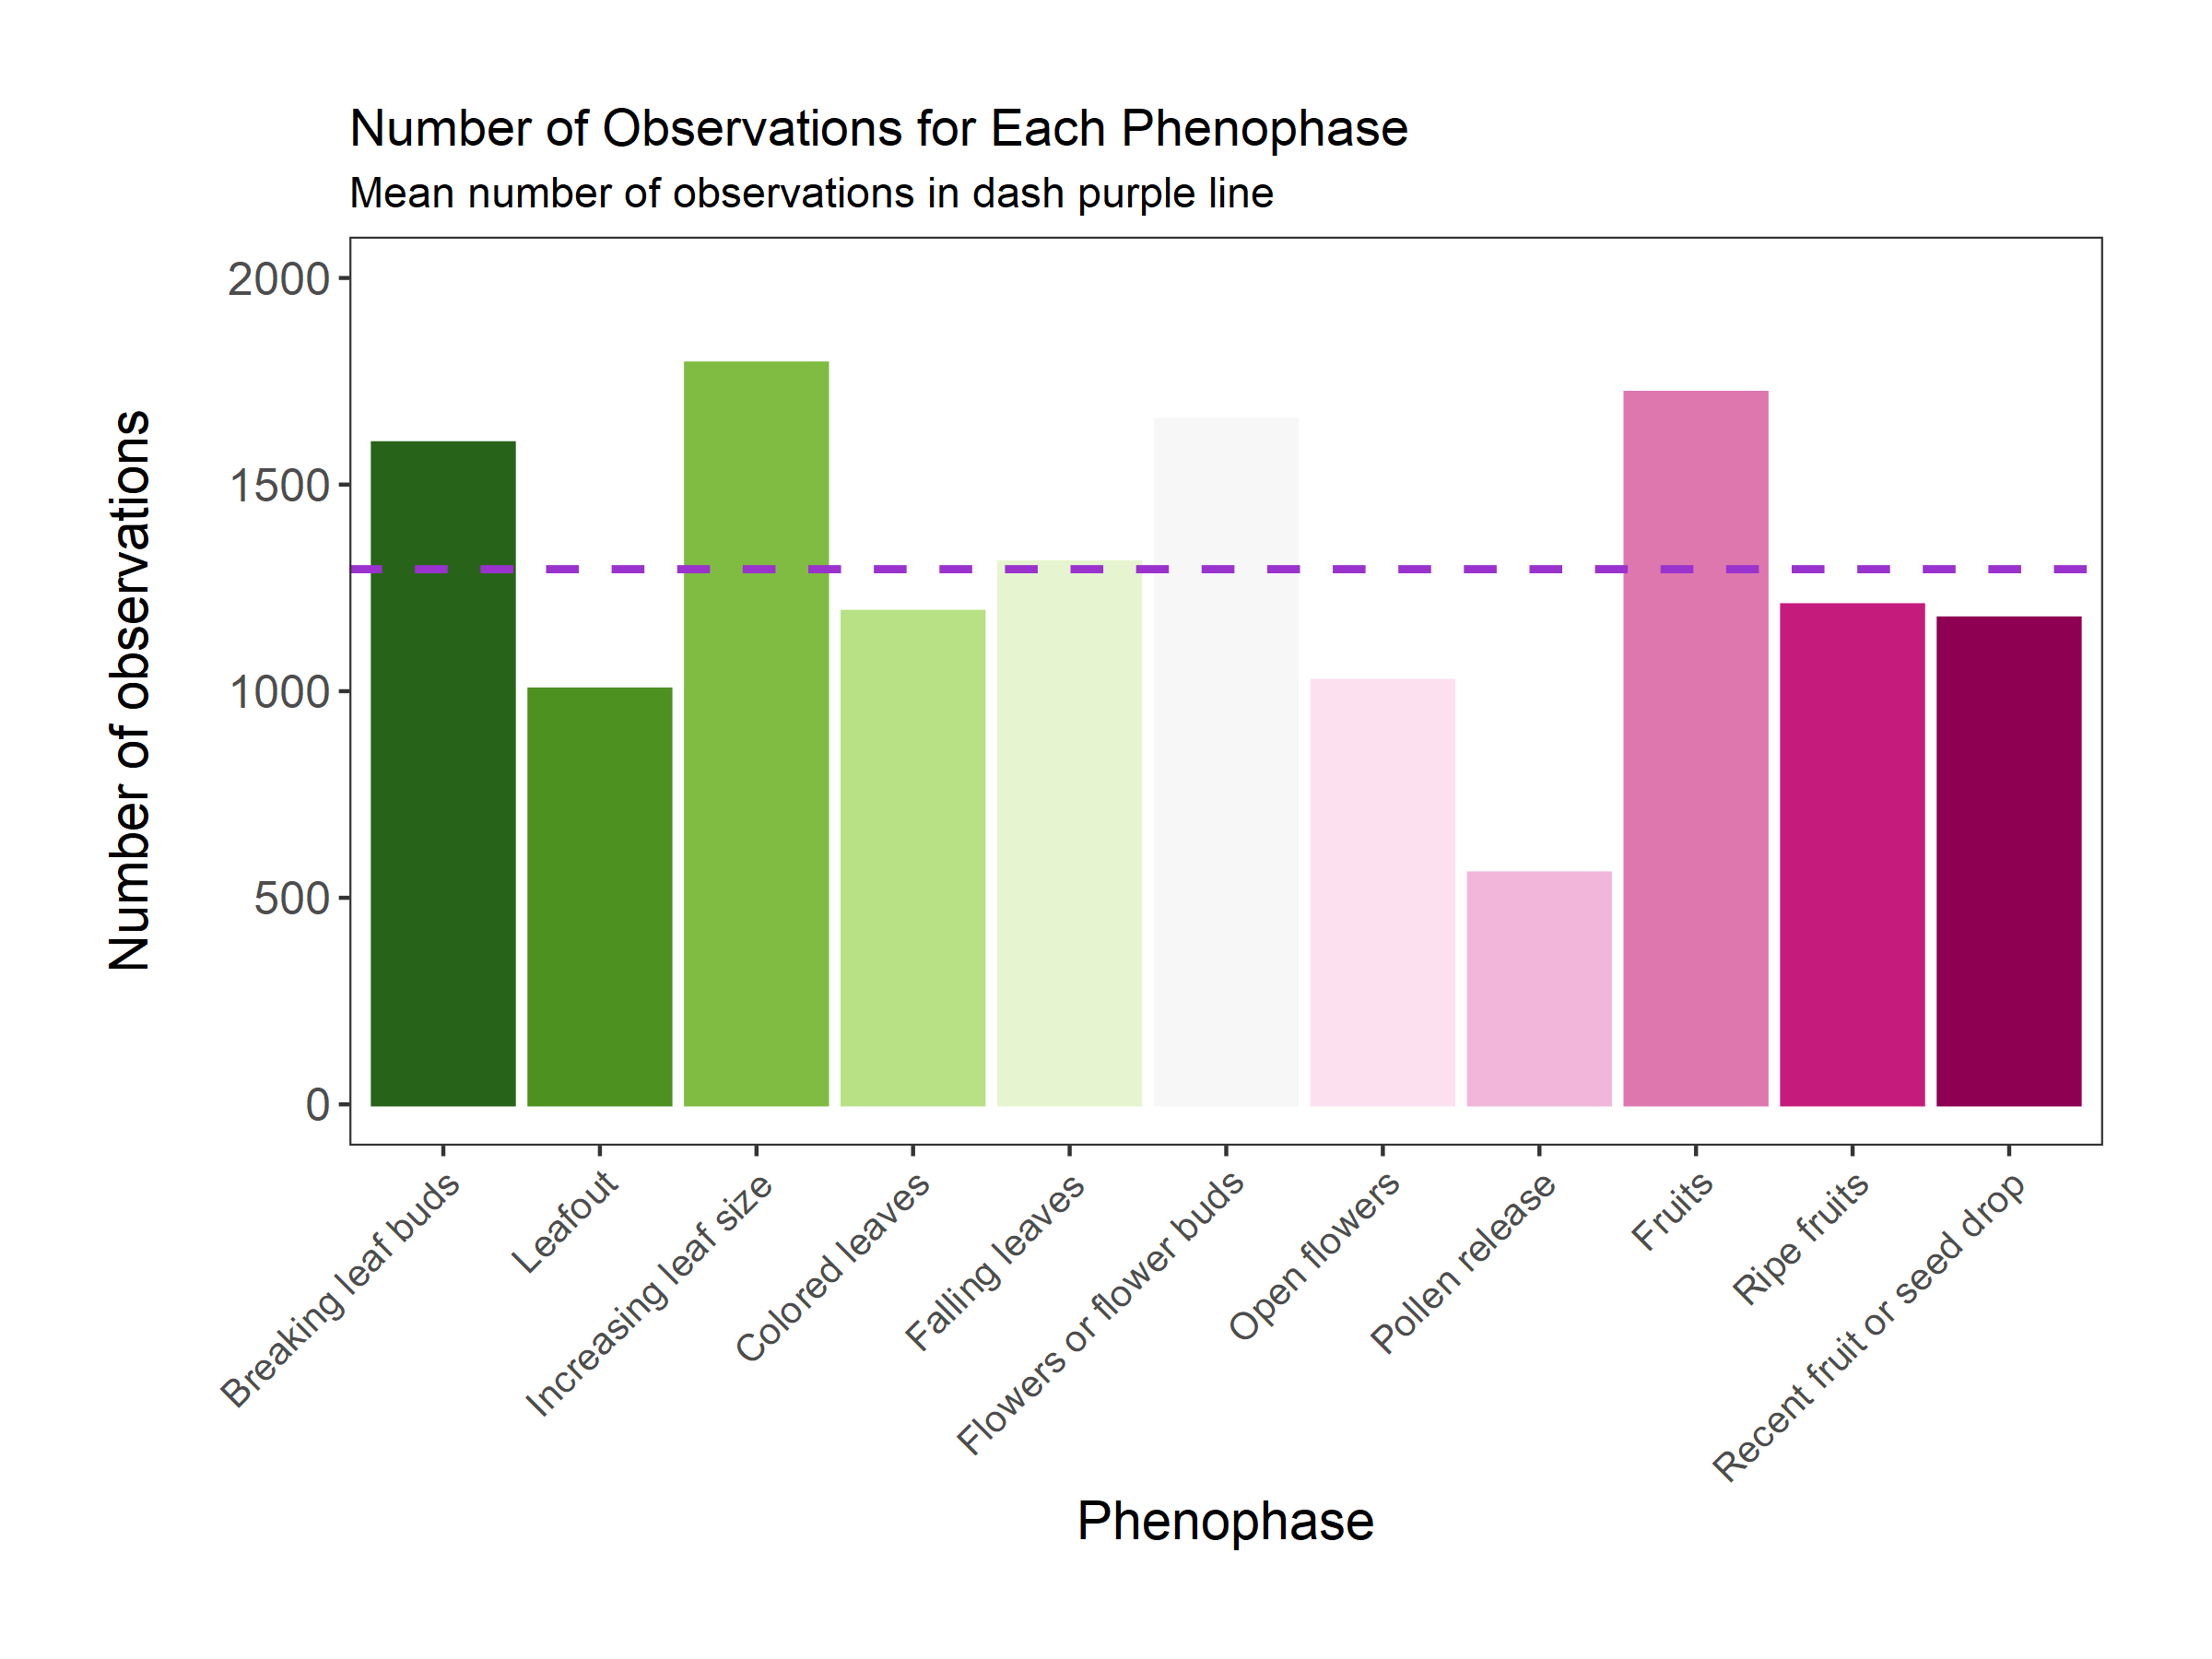 Number of Observations for Each Phenophase
Mean number of observations in dash purple line
Number of observations
2000
1500
1000
500
0
Breaking leaf buds
Leafout
Increasing leaf size
Colored leaves
Falling leaves
Flowers or flower buds
Open flowers
Pollen release
Fruits
Ripe fruits
Recent fruit or seed drop
Phenophase